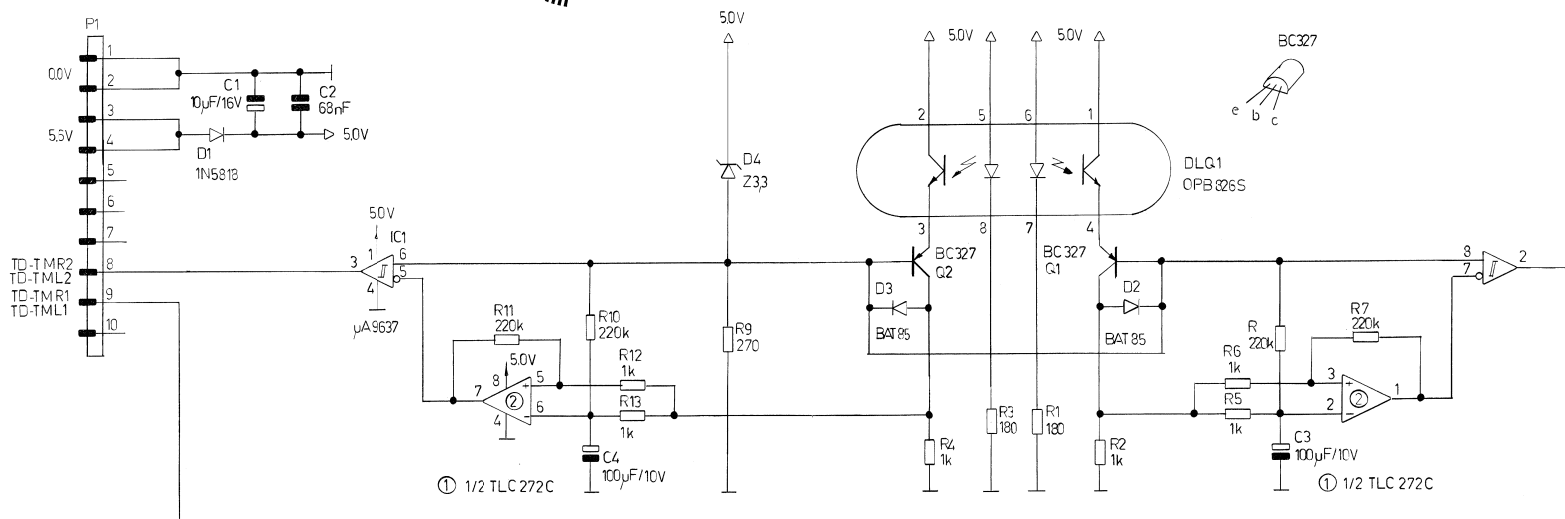 P1
1
2
3
4
5
6
7
8
9
10
0.0V
5,6V
TD-TMR2
TD-TML2
TD-TMR1
TD-TML1
C1
10µF/16V
C2
68nF
D1
1N5818
5.0V
5.0V
IC1
3
1
6
5
4
µA9637
5.0V
D4
Z3,3
R11
220k
R10
220k
R9
270
5.0V
8
7
②
5
6
4
R12
1k
R13
1k
C4
100µF/10V
① 1/2 TLC 272C
5.0V
5.0V
2
5
6
1
3
8
7
4
DLQ1
OPB826S
BC327
e b c
BC327
Q2
BC327
Q1
D3
BAT85
D2
BAT85
R4
1k
R3
180
R1
180
R2
1k
8
7
2
R
220k
R7
220k
R6
1k
R5
1k
3
2
②
1
C3
100µF/10V
① 1/2 TLC 272C